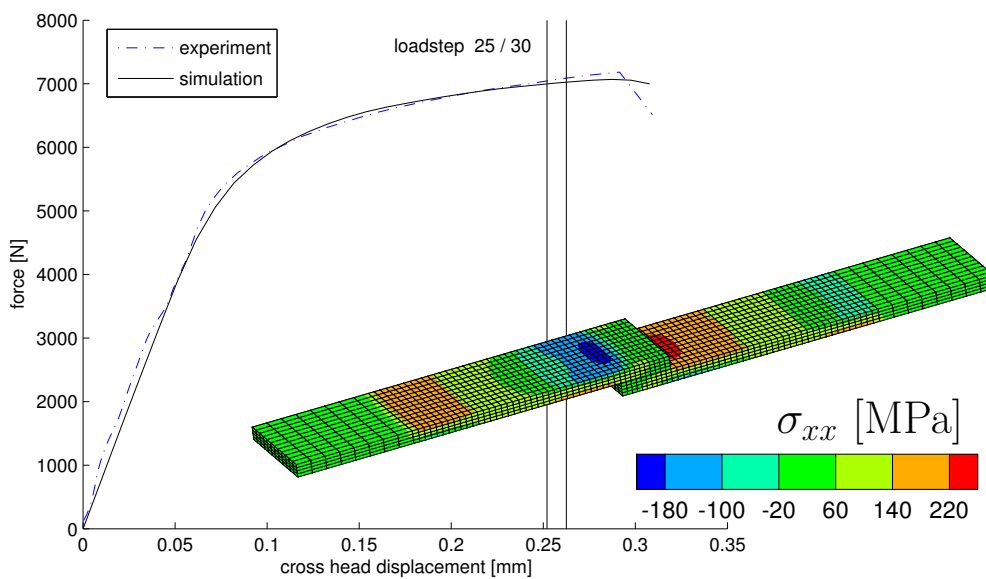 8000
7000
6000
5000
4000
3000
2000
1000
0
force [N]
experiment
simulation
loadstep 25 / 30
σxx [MPa]
-180 -100 -20 60 140 220
0 0.05 0.1 0.15 0.2 0.25 0.3 0.35
cross head displacement [mm]